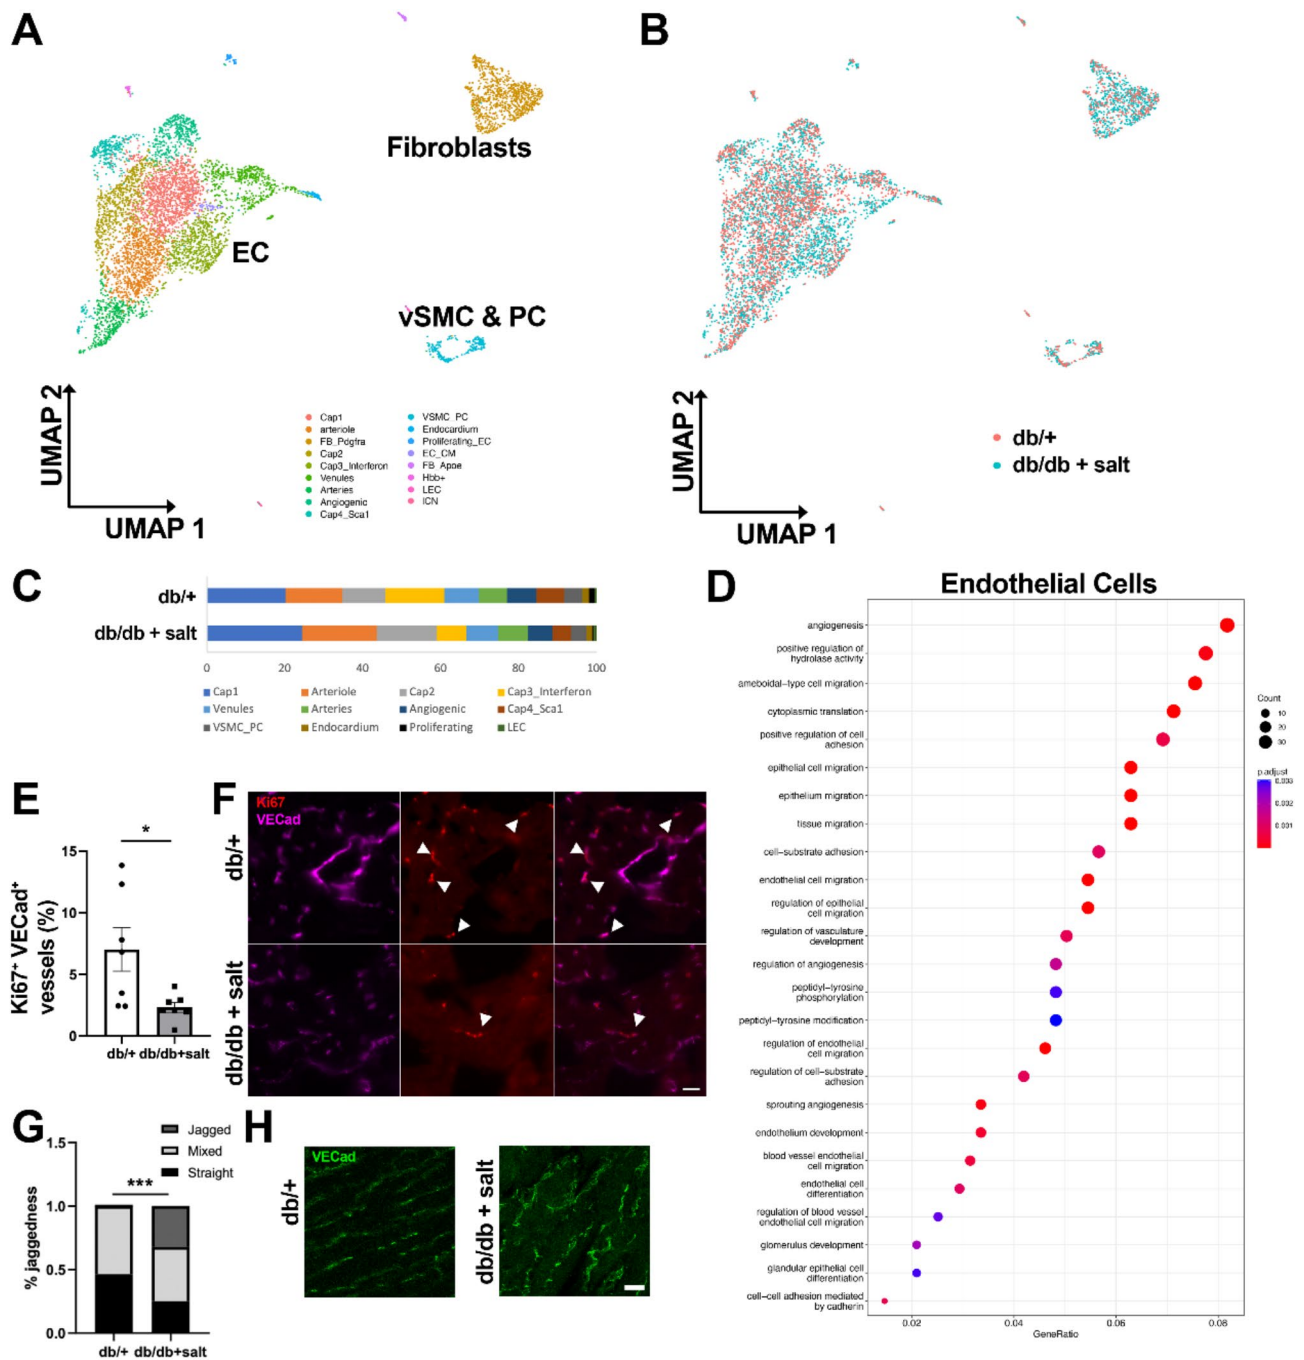 A
Fibroblasts
EC
vSMC & PC
UMAP 2
UMAP 1
Cap1
arteriole
FB_Pdgfra
Cap2
Cap3_Interferon
Venules
Arteries
Angiogenic
Cap4_Sca1
VSMC_PC
Endocardium
Proliferating_EC
EC_CM
FB_Apoe
Hbb+
LEC
ICN
B
UMAP 2
UMAP 1
db/+
db/db + salt
C
db/+
db/db + salt
0 20 40 60 80 100
Cap1 Arteriole Cap2 Cap3_Interferon
Venules Arteries Angiogenic Cap4_Sca1
VSMC_PC Endocardium Proliferating LEC
D
Endothelial Cells
angiogenesis
positive regulation of
hydrolase activity
ameboidal-type cell migration
cytoplasmic translation
positive regulation of cell
adhesion
epithelial cell migration
epithelium migration
tissue migration
cell-substrate adhesion
endothelial cell migration
regulation of epithelial
cell migration
regulation of vasculature
development
regulation of angiogenesis
peptidyl-tyrosine
phosphorylation
peptidyl-tyrosine modification
regulation of endothelial
cell migration
regulation of cell-substrate
adhesion
sprouting angiogenesis
endothelium development
blood vessel endothelial
cell migration
endothelial cell
differentiation
regulation of blood vessel
endothelial cell migration
glomerulus development
glandular epithelial cell
differentiation
cell-cell adhesion mediated
by cadherin
0.02 0.04 0.06 0.08
GeneRatio
Count
10
20
30
p.adjust
0.003
0.002
0.001
E
Ki67+ VECad+
vessels (%)
15
10
5
0
*
db/+ db/db+salt
F
Ki67
VECad
db/+
db/db + salt
G
Jagged
Mixed
Straight
% jaggedness
1.5
1.0
0.5
0.0
***
db/+ db/db+salt
H
VECad
db/+
db/db + salt